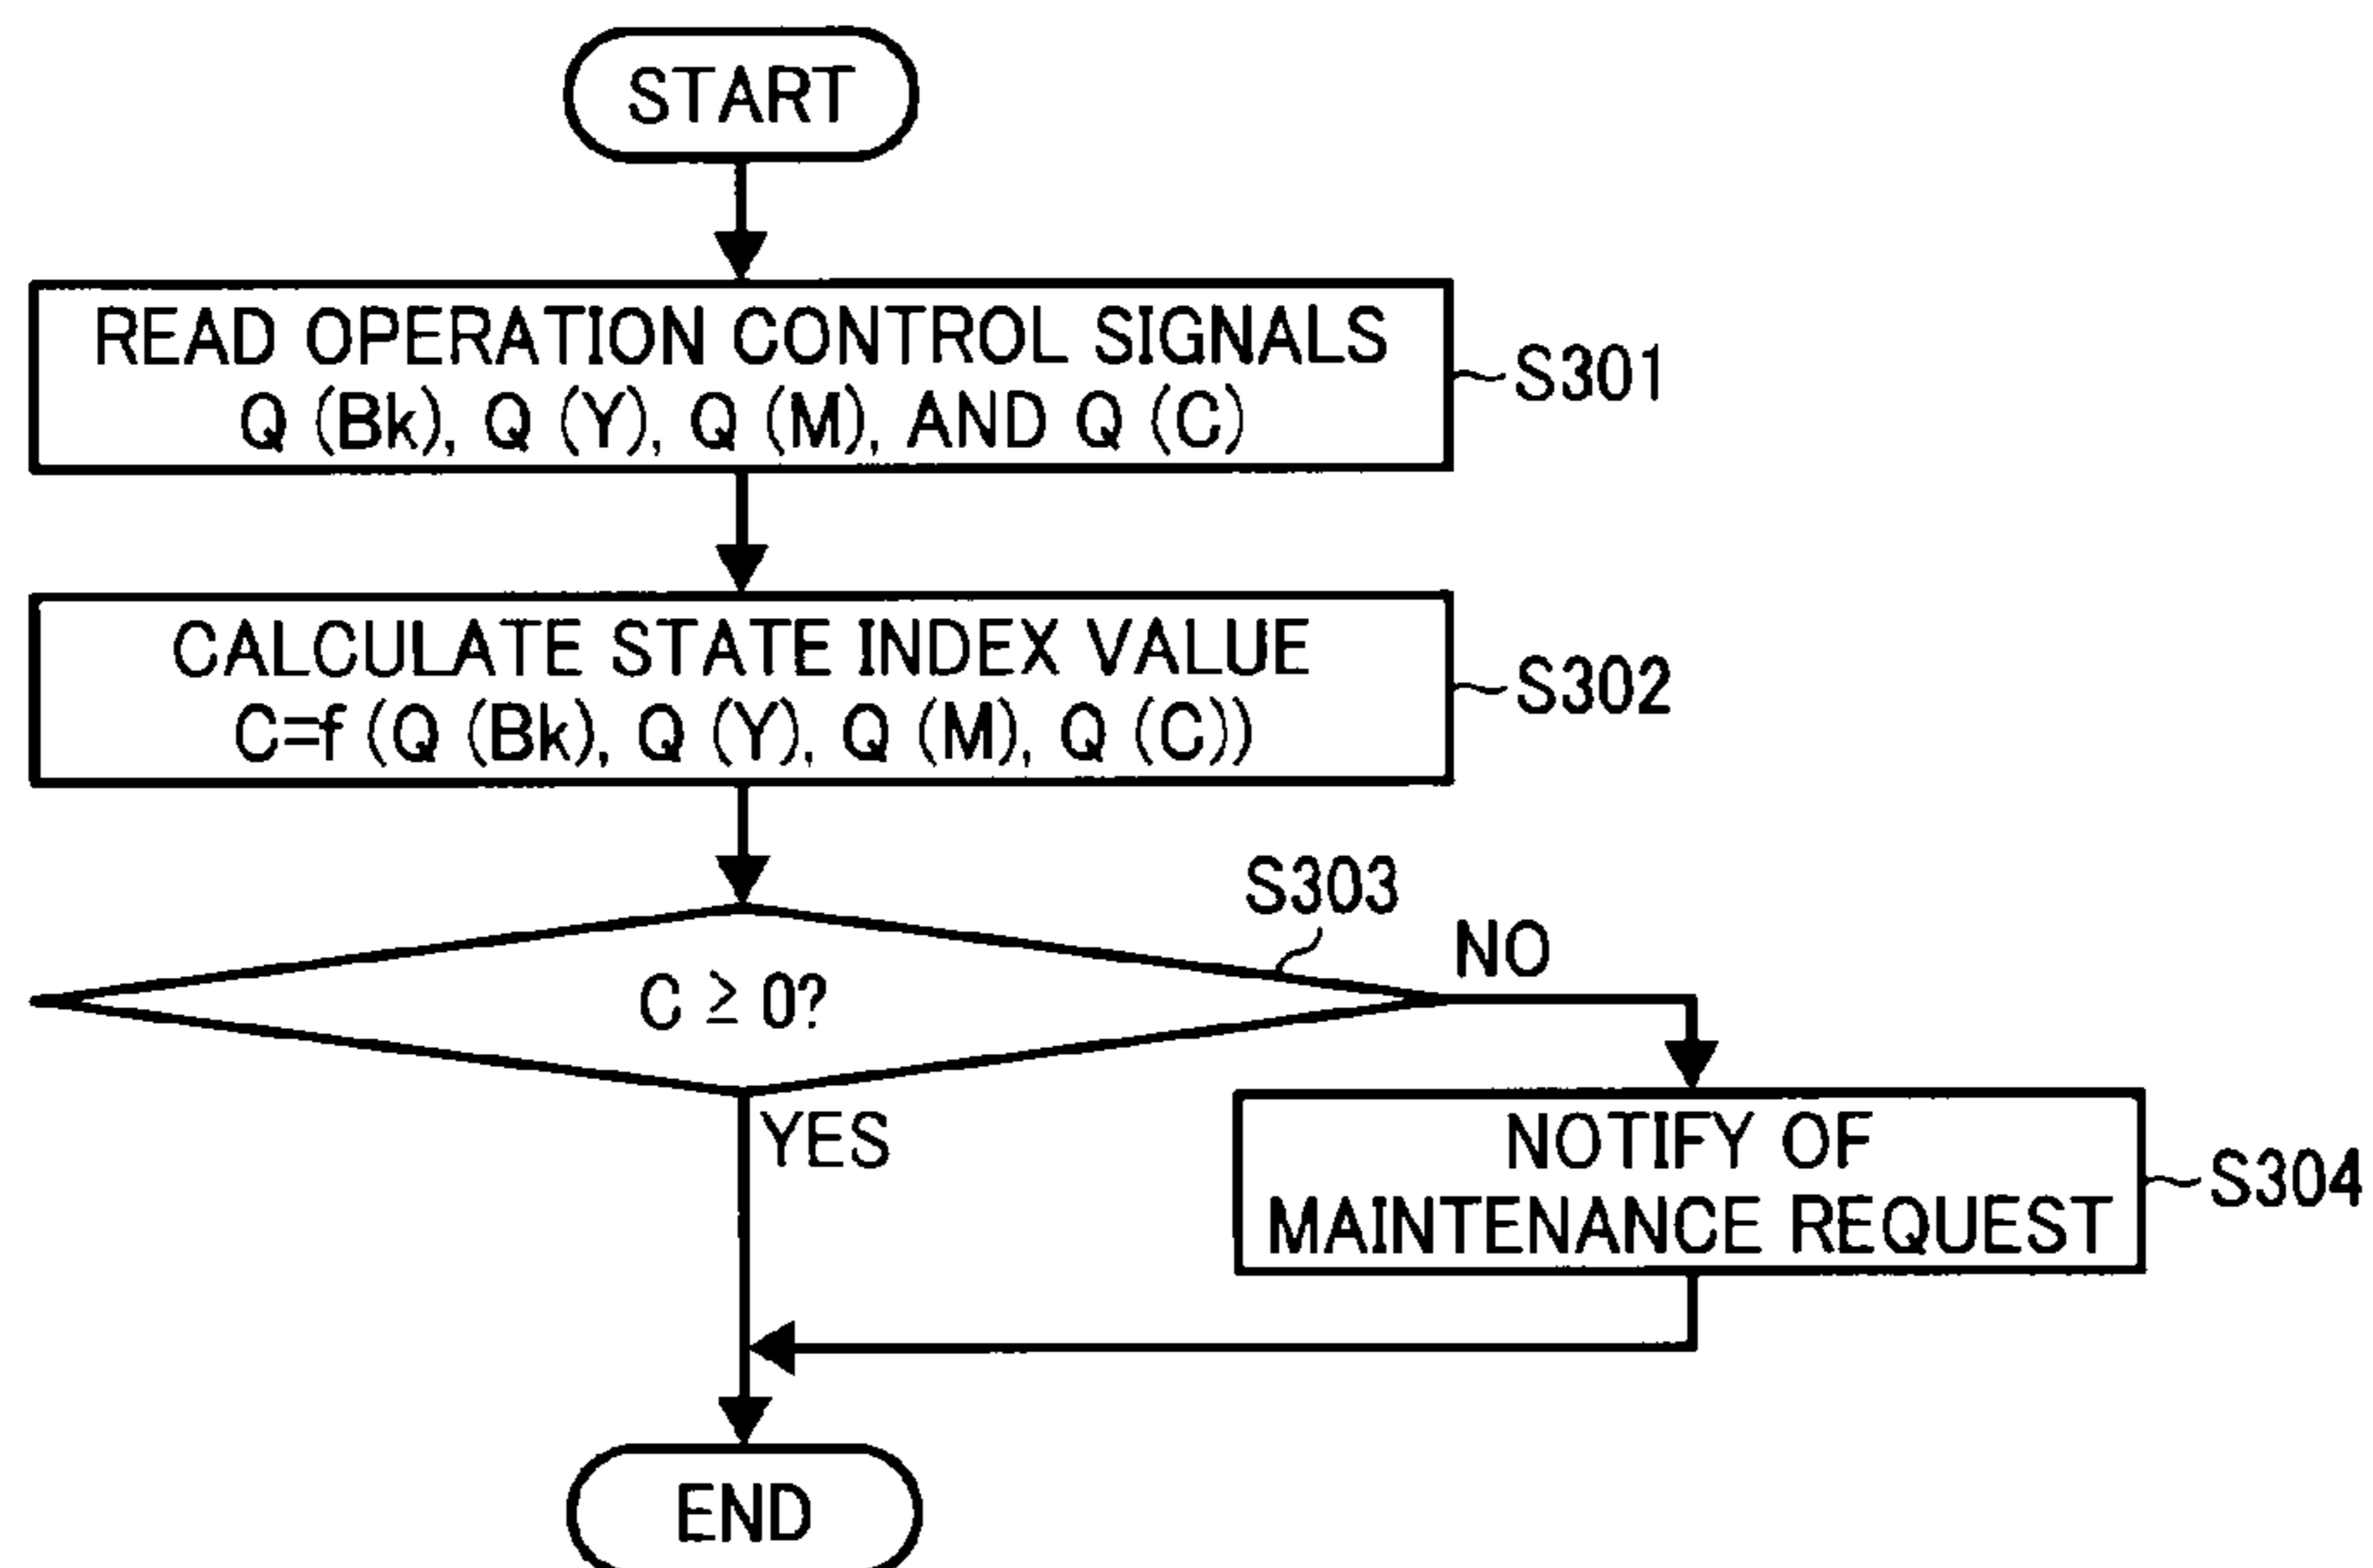 START
READ OPERATION CONTROL SIGNALS
Q (Bk), Q (Y), Q (M), AND Q (C)
S301
CALCULATE STATE INDEX VALUE
C=f (Q (Bk), Q (Y), Q (M), Q (C))
S302
S303
C ≥ 0?
NO
YES
NOTIFY OF
MAINTENANCE REQUEST
S304
END